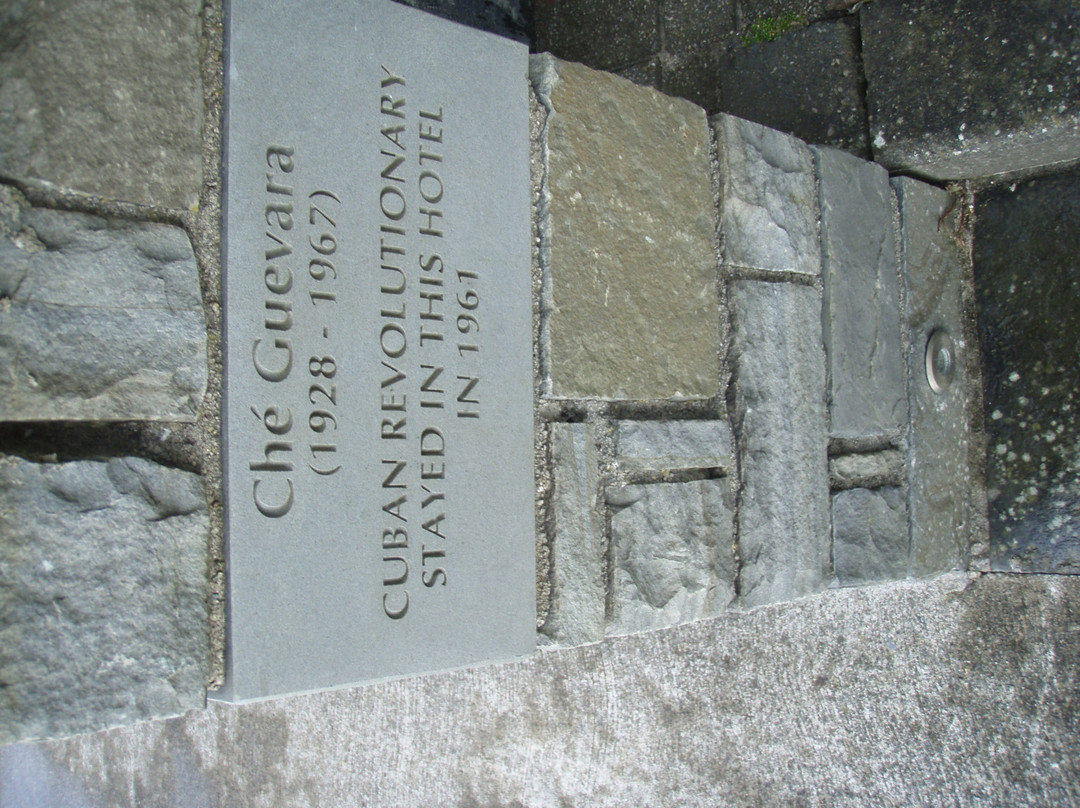 Ché Guevara
(1928 - 1967)
CUBAN REVOLUTIONARY
STAYED IN THIS HOTEL
IN 1961